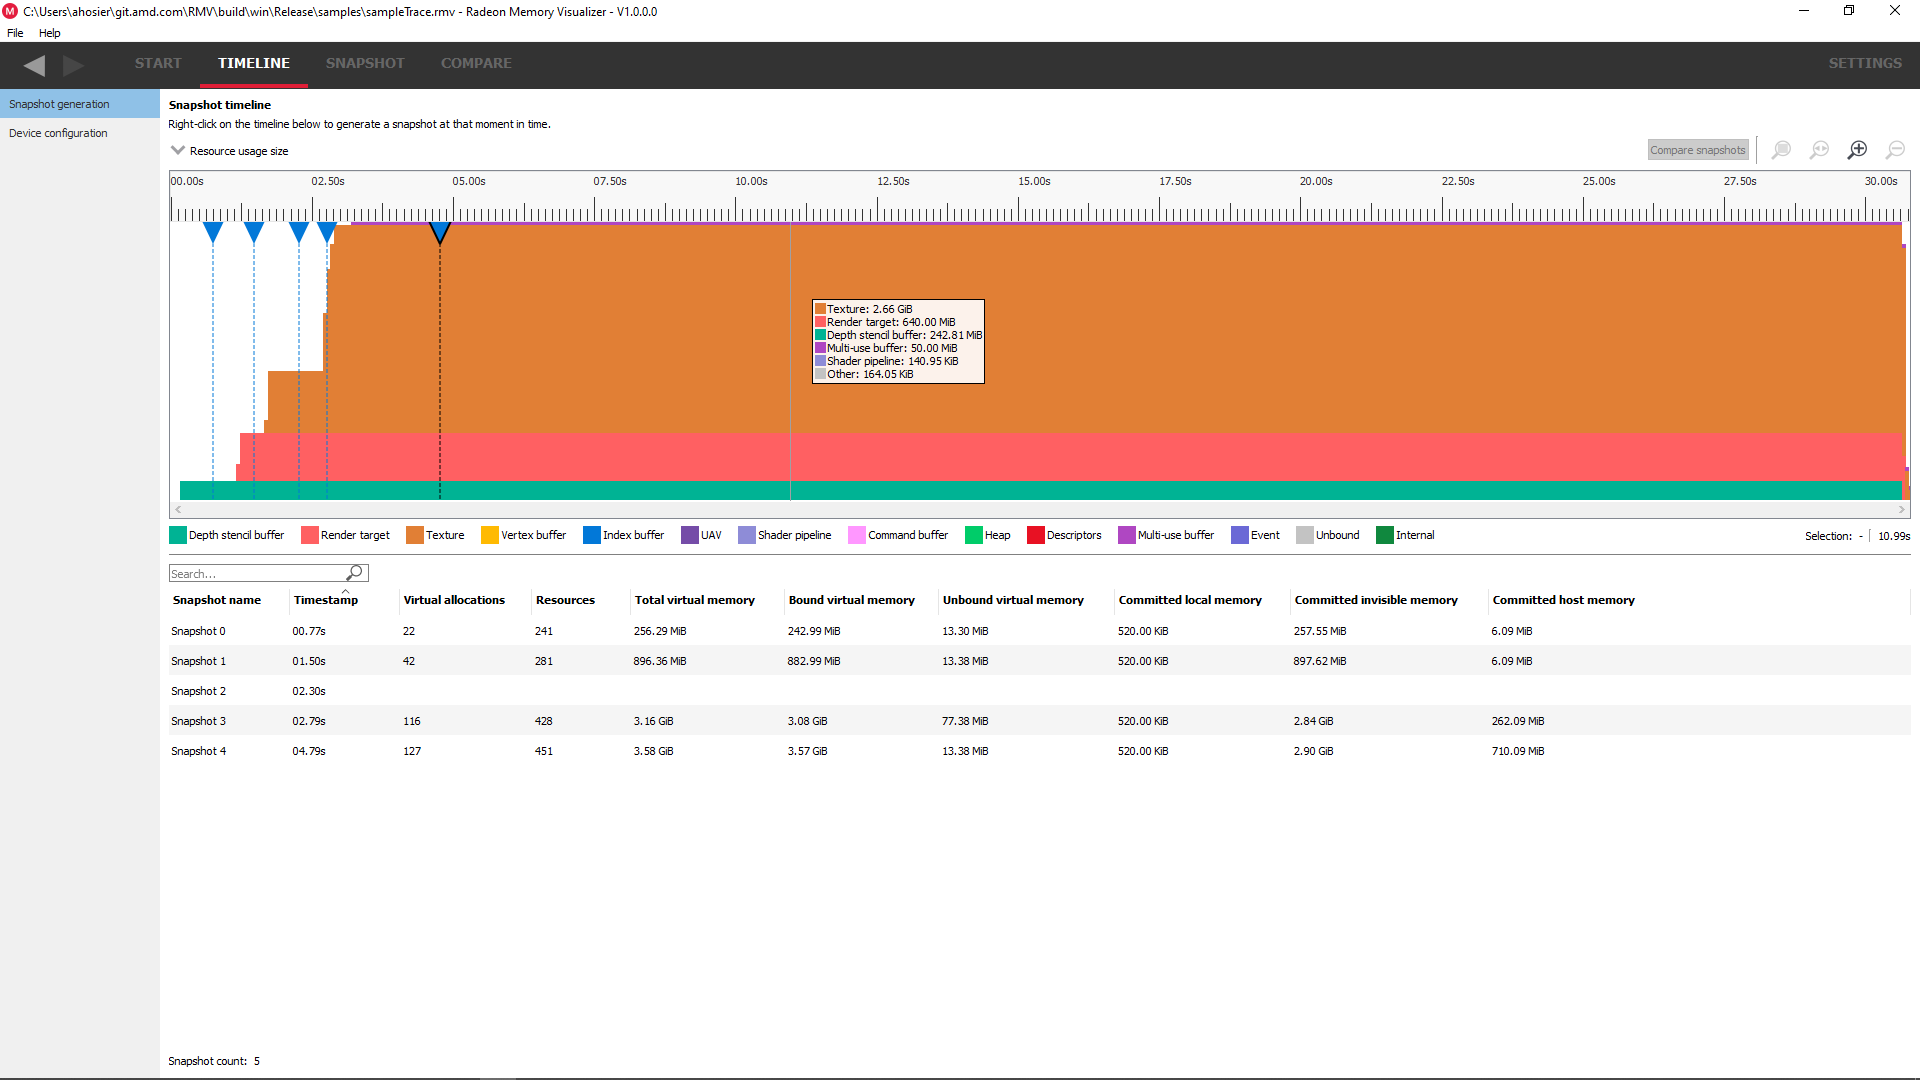 C:\Users\ahosier\git.amd.com\RMV\build\win\Release\samples\sampleTrace.rmv - Radeon Memory Visualizer - V1.0.0.0
File Help
START TIMELINE SNAPSHOT COMPARE SETTINGS
Snapshot generation
Device configuration
Snapshot timeline
Right-click on the timeline below to generate a snapshot at that moment in time.
Resource usage size
Compare snapshots
00.00s 02.50s 05.00s 07.50s 10.00s 12.50s 15.00s 17.50s 20.00s 22.50s 25.00s 27.50s 30.00s
Texture: 2.66 GiB
Render target: 640.00 MiB
Depth stencil buffer: 242.81 MiB
Multi-use buffer: 50.00 MiB
Shader pipeline: 140.95 KiB
Other: 164.05 KiB
Depth stencil buffer Render target Texture Vertex buffer Index buffer UAV Shader pipeline Command buffer Heap Descriptors Multi-use buffer Event Unbound Internal Selection: - 10.99s
Search...
Snapshot name Timestamp Virtual allocations Resources Total virtual memory Bound virtual memory Unbound virtual memory Committed local memory Committed invisible memory Committed host memory
Snapshot 0 00.77s 22 241 256.29 MiB 242.99 MiB 13.30 MiB 520.00 KiB 257.55 MiB 6.09 MiB
Snapshot 1 01.50s 42 281 896.36 MiB 882.99 MiB 13.38 MiB 520.00 KiB 897.62 MiB 6.09 MiB
Snapshot 2 02.30s
Snapshot 3 02.79s 116 428 3.16 GiB 3.08 GiB 77.38 MiB 520.00 KiB 2.84 GiB 262.09 MiB
Snapshot 4 04.79s 127 451 3.58 GiB 3.57 GiB 13.38 MiB 520.00 KiB 2.90 GiB 710.09 MiB
Snapshot count: 5